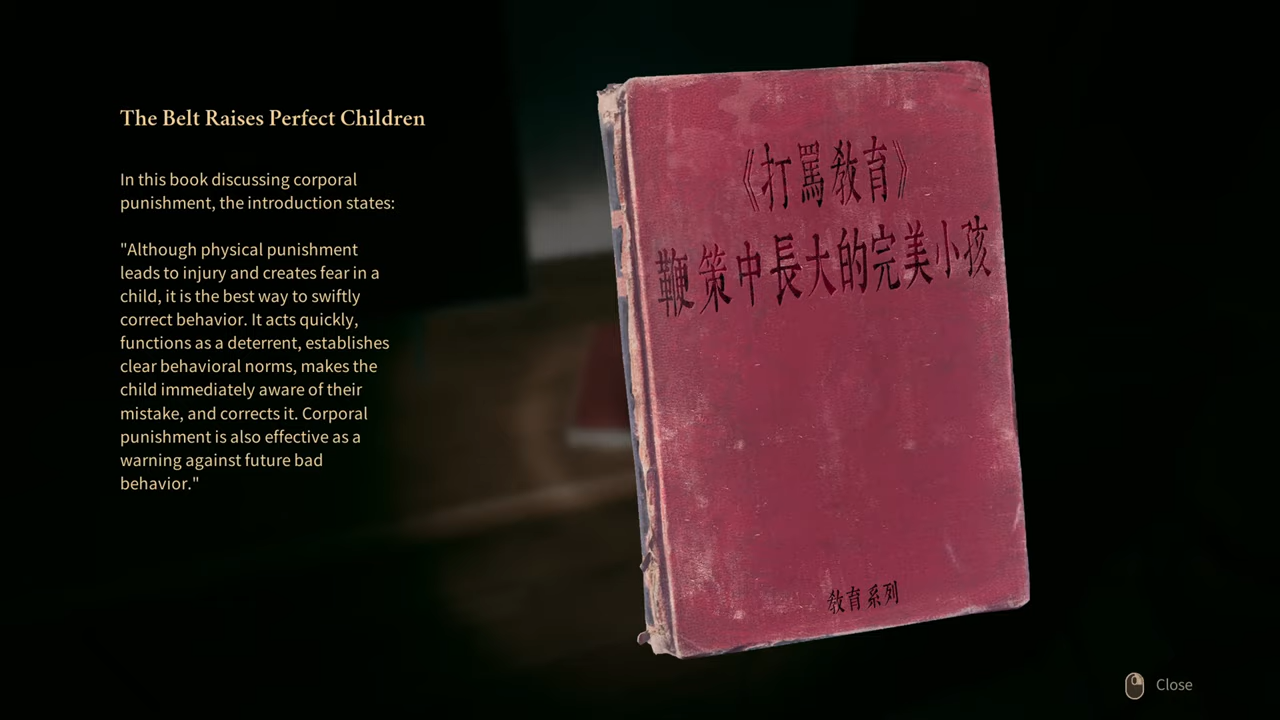 The Belt Raises Perfect Children
In this book discussing corporal
punishment, the introduction states:
"Although physical punishment
leads to injury and creates fear in a
child, it is the best way to swiftly
correct behavior. It acts quickly,
functions as a deterrent, establishes
clear behavioral norms, makes the
child immediately aware of their
mistake, and corrects it. Corporal
punishment is also effective as a
warning against future bad
behavior."
《打罵教育》
鞭策中長大的完美小孩
教育系列
Close